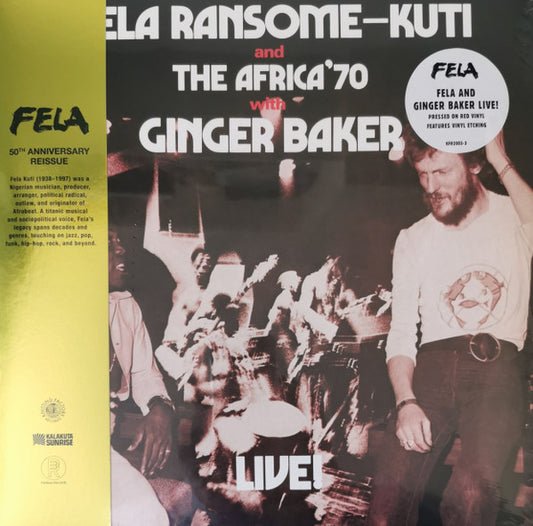 ELA RANSOME-KUTI
and
THE AFRICA'70
with
GINGER BAKER
LIVE!
FELA
50TH ANNIVERSARY
REISSUE
Fela Kuti (1938–1997) was a
Nigerian musician, producer,
arranger, political radical,
outlaw, and originator of
Afrobeat. A titanic musical
and sociopolitical voice, Fela's
legacy spans decades and
genres, touching on jazz, pop,
funk, hip-hop, rock, and beyond.
KALAKUTA
SUNRISE
FELA
FELA AND
GINGER BAKER LIVE!
PRESSED ON RED VINYL
FEATURES VINYL ETCHING
KFR2005-3